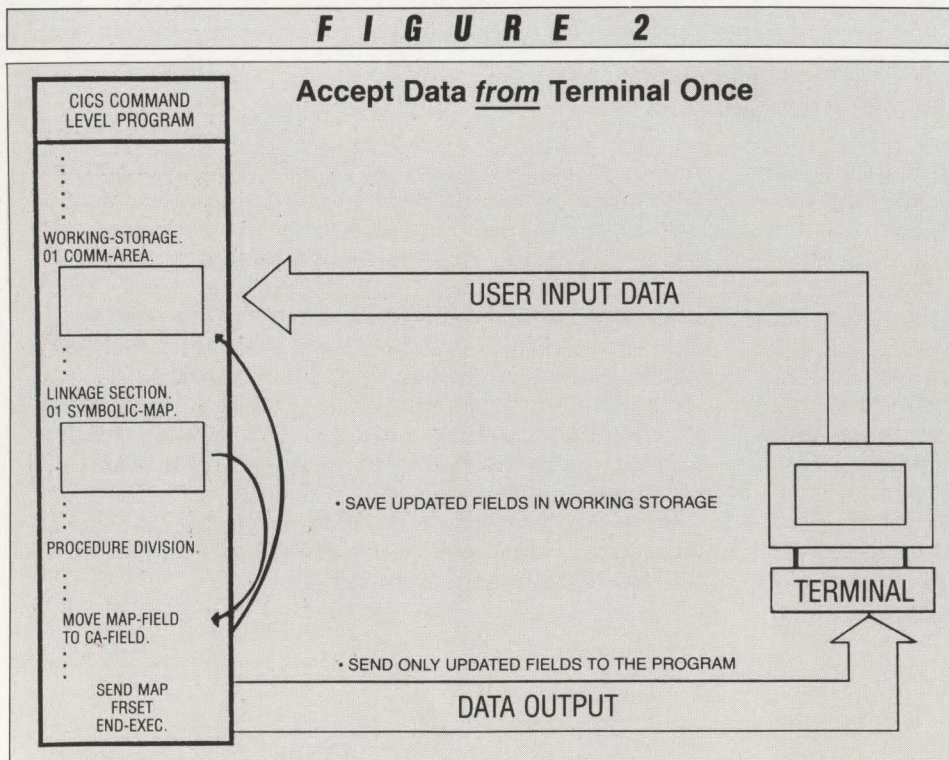 FIGURE 2
Accept Data from Terminal Once
CICS COMMAND
LEVEL PROGRAM
WORKING-STORAGE.
01 COMM-AREA.
LINKAGE SECTION.
01 SYMBOLIC-MAP.
PROCEDURE DIVISION.
MOVE MAP-FIELD
TO CA-FIELD.
SEND MAP
FRSET
END-EXEC.
USER INPUT DATA
• SAVE UPDATED FIELDS IN WORKING STORAGE
TERMINAL
• SEND ONLY UPDATED FIELDS TO THE PROGRAM
DATA OUTPUT